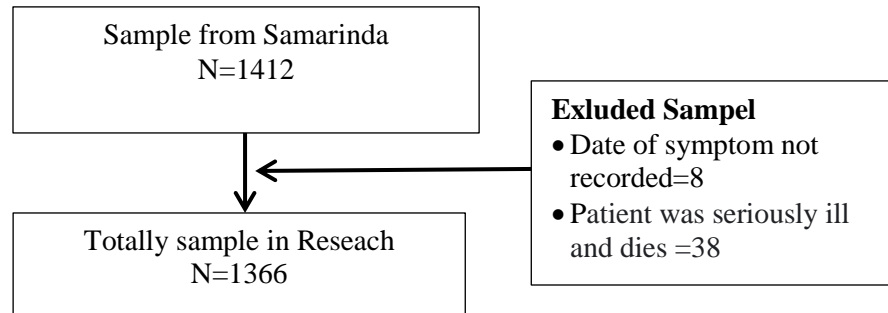 Sample from Samarinda
N=1412
Exluded Sampel
• Date of symptom not
recorded=8
• Patient was seriously ill
and dies =38
Totally sample in Reseach
N=1366